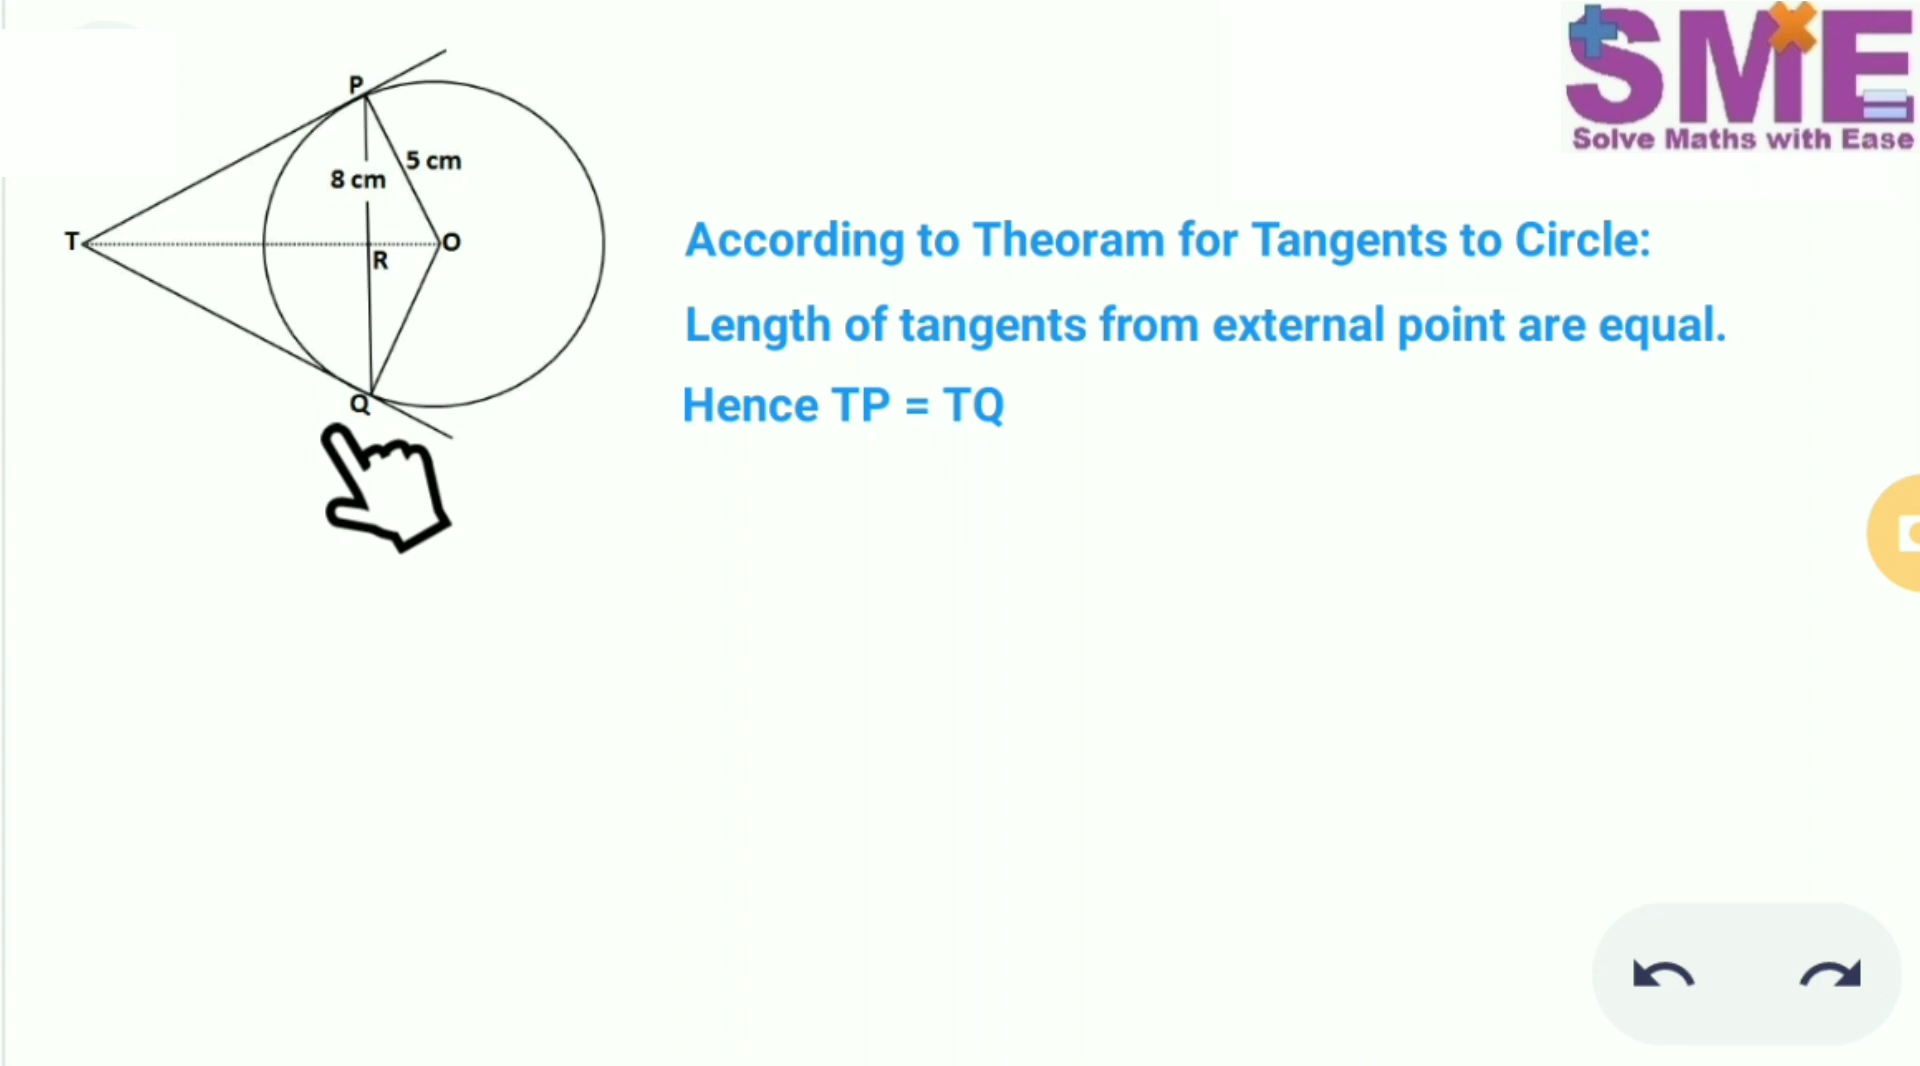 SME
Solve Maths with Ease
P
5 cm
8 cm
T
O
R
Q
According to Theoram for Tangents to Circle:
Length of tangents from external point are equal.
Hence TP = TQ